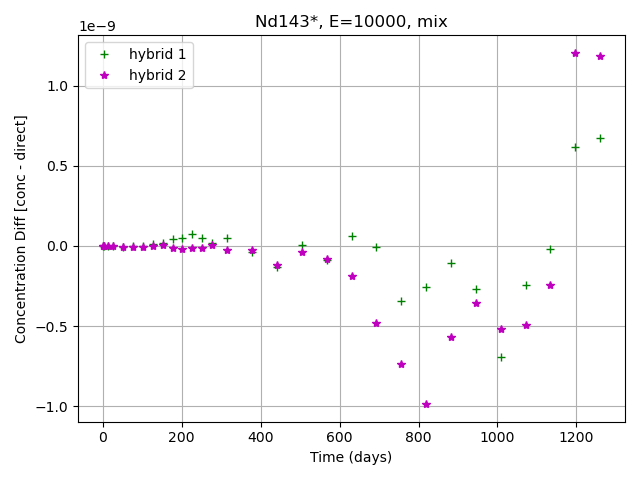 Nd143*, E=10000, mix
1e−9
hybrid 1
hybrid 2
1.0
0.5
0.0
−0.5
−1.0
Concentration Diff [conc - direct]
0 200 400 600 800 1000 1200
Time (days)